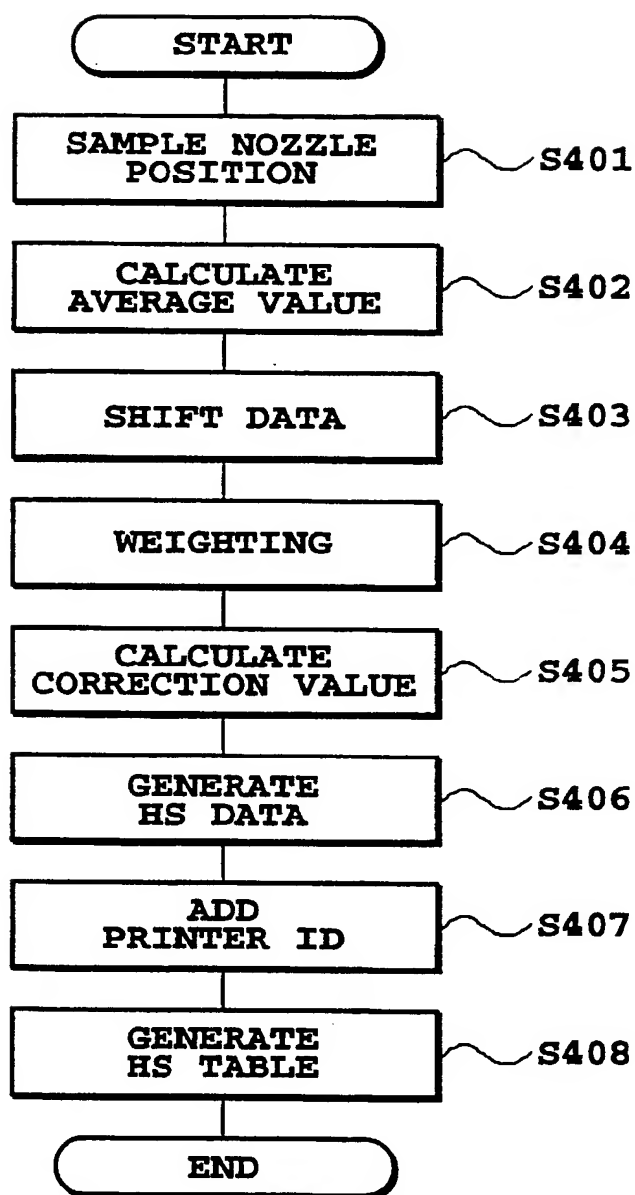 START
SAMPLE NOZZLE
POSITION
S401
CALCULATE
AVERAGE VALUE
S402
SHIFT DATA
S403
WEIGHTING
S404
CALCULATE
CORRECTION VALUE
S405
GENERATE
HS DATA
S406
ADD
PRINTER ID
S407
GENERATE
HS TABLE
S408
END